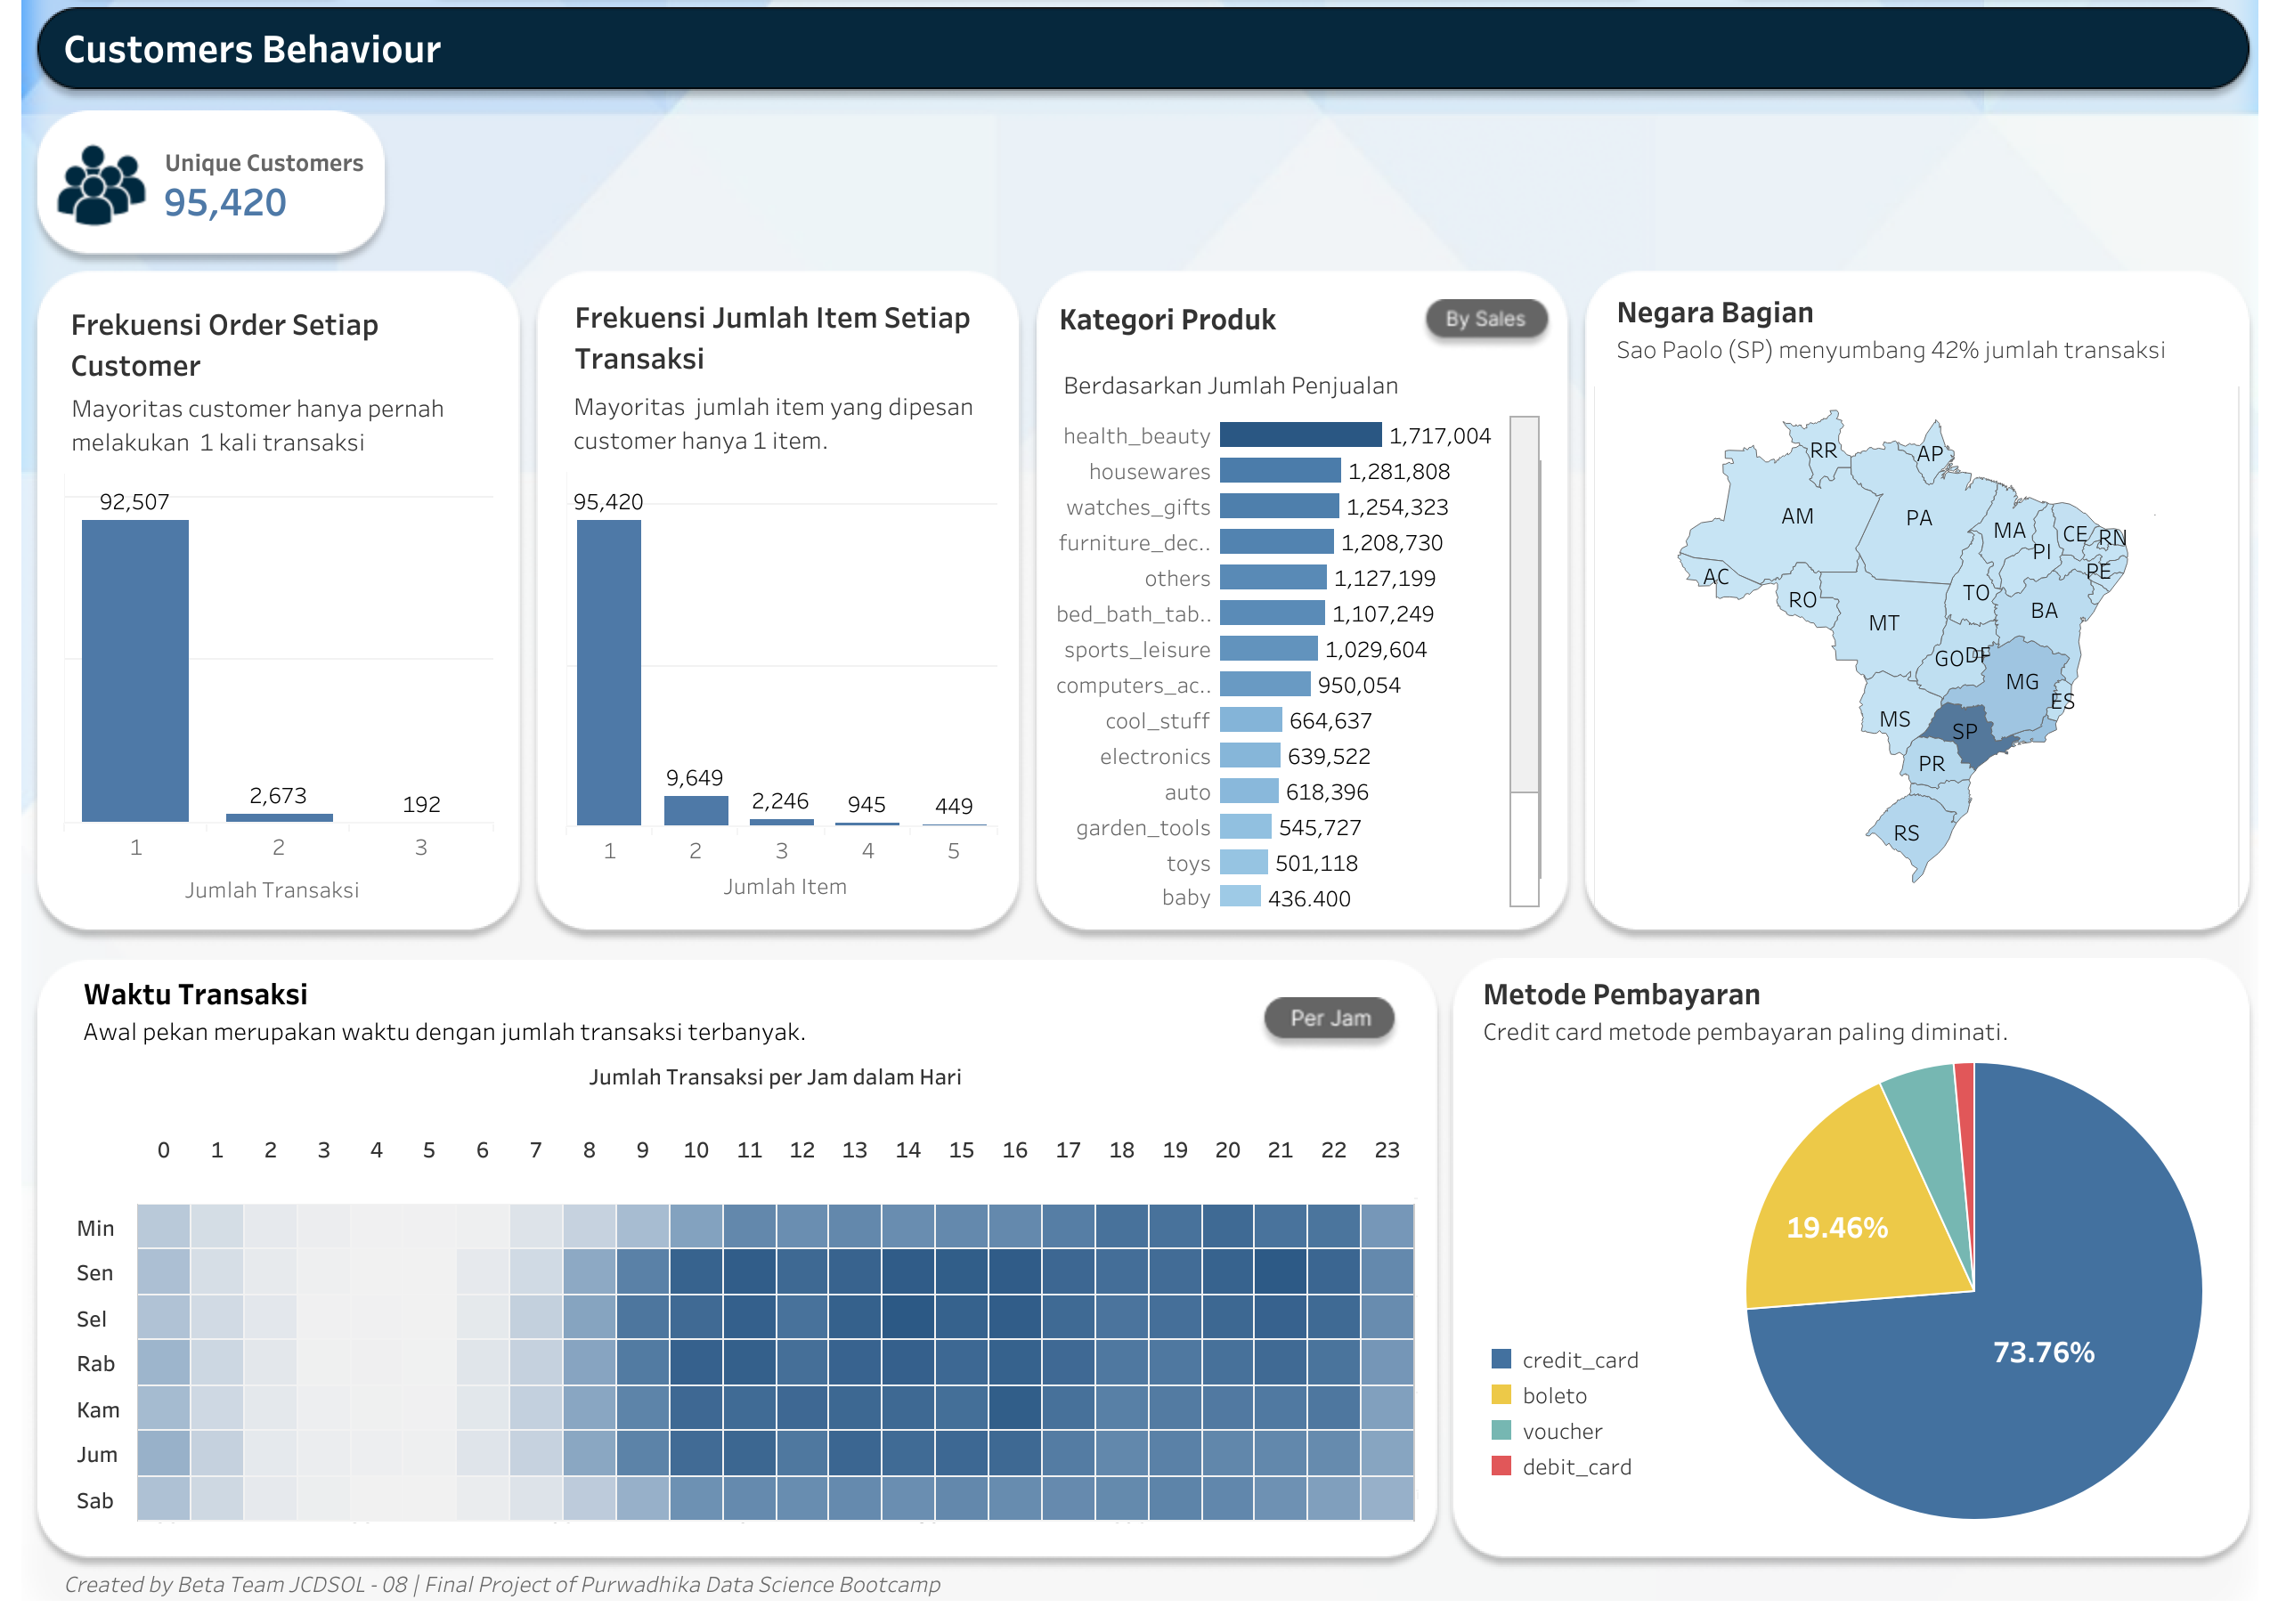 Customers Behaviour
Unique Customers
95,420
Frekuensi Order Setiap
Customer
Mayoritas customer hanya pernah
melakukan 1 kali transaksi
92,507
2,673
192
1
2
3
Jumlah Transaksi
Frekuensi Jumlah Item Setiap
Transaksi
Mayoritas jumlah item yang dipesan
customer hanya 1 item.
95,420
9,649
2,246
945
449
1
2
3
4
5
Jumlah Item
Kategori Produk
By Sales
Berdasarkan Jumlah Penjualan
health_beauty 1,717,004
housewares 1,281,808
watches_gifts 1,254,323
furniture_dec.. 1,208,730
others 1,127,199
bed_bath_tab.. 1,107,249
sports_leisure 1,029,604
computers_ac.. 950,054
cool_stuff 664,637
electronics 639,522
auto 618,396
garden_tools 545,727
toys 501,118
baby 436,400
Negara Bagian
Sao Paolo (SP) menyumbang 42% jumlah transaksi
RR
AP
AM
PA
MA
CE
RN
PI
PE
AC
TO
RO
BA
MT
GO
DF
MG
ES
MS
SP
PR
RS
Waktu Transaksi
Awal pekan merupakan waktu dengan jumlah transaksi terbanyak.
Per Jam
Jumlah Transaksi per Jam dalam Hari
0 1 2 3 4 5 6 7 8 9 10 11 12 13 14 15 16 17 18 19 20 21 22 23
Min
Sen
Sel
Rab
Kam
Jum
Sab
Metode Pembayaran
Credit card metode pembayaran paling diminati.
19.46%
73.76%
credit_card
boleto
voucher
debit_card
Created by Beta Team JCDSOL - 08 | Final Project of Purwadhika Data Science Bootcamp